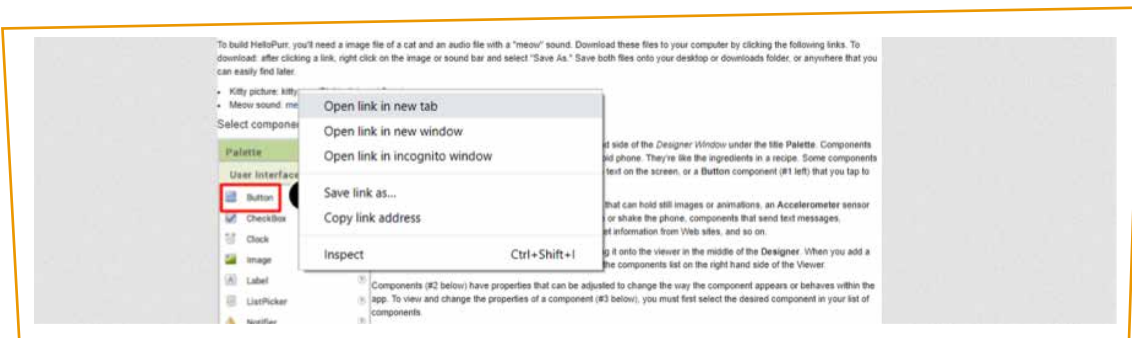 To build HelloPurr, you'll need a image file of a cat and an audio file with a "meow" sound. Download these files to your computer by clicking the following links. To
download: after clicking a link, right click on the image or sound bar and select "Save As." Save both files onto your desktop or downloads folder, or anywhere that you
can easily find later.
• Kitty picture: kitty
• Meow sound: me
Select compone
Open link in new tab
Open link in new window
Open link in incognito window
Save link as...
Copy link address
Inspect Ctrl+Shift+I
Palette
User Interface
Button
CheckBox
Clock
Image
Label
ListPicker
Notifier
d side of the Designer Window under the title Palette. Components
oid phone. They're like the ingredients in a recipe. Some components
text on the screen, or a Button component (#1 left) that you tap to
that can hold still images or animations, an Accelerometer sensor
or shake the phone, components that send text messages,
et information from Web sites, and so on.
g it onto the viewer in the middle of the Designer. When you add a
the components list on the right hand side of the Viewer.
Components (#2 below) have properties that can be adjusted to change the way the component appears or behaves within the
app. To view and change the properties of a component (#3 below), you must first select the desired component in your list of
components.